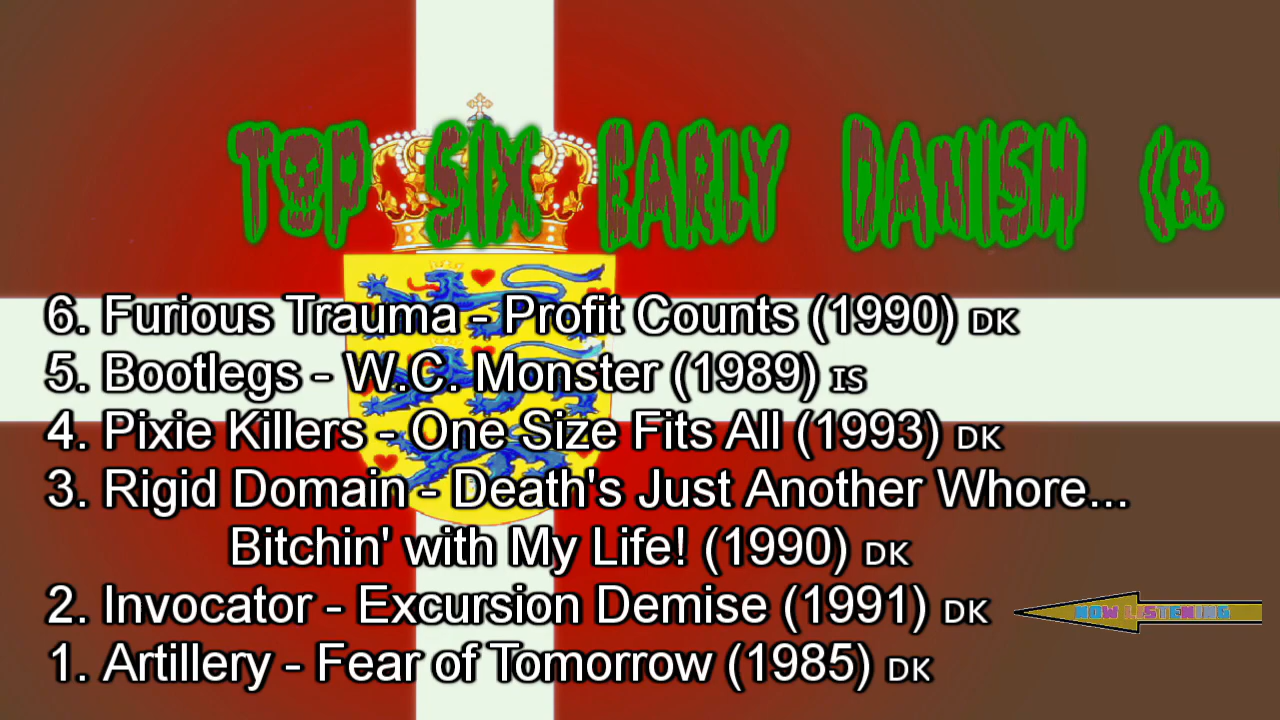 TOP SIX EARLY DANISH (&
6. Furious Trauma - Profit Counts (1990) DK
5. Bootlegs - W.C. Monster (1989) IS
4. Pixie Killers - One Size Fits All (1993) DK
3. Rigid Domain - Death's Just Another Whore...
Bitchin' with My Life! (1990) DK
2. Invocator - Excursion Demise (1991) DK
NOW LISTENING
1. Artillery - Fear of Tomorrow (1985) DK